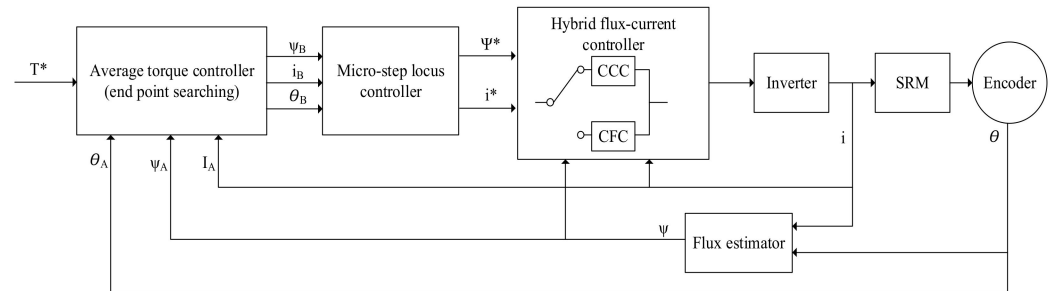 T*
Average torque controller
(end point searching)
ψB
iB
θB
Micro-step locus
controller
Ψ*
i*
Hybrid flux-current
controller
CCC
CFC
Inverter
i
SRM
Encoder
θ
θA
ψA
IA
ψ
Flux estimator